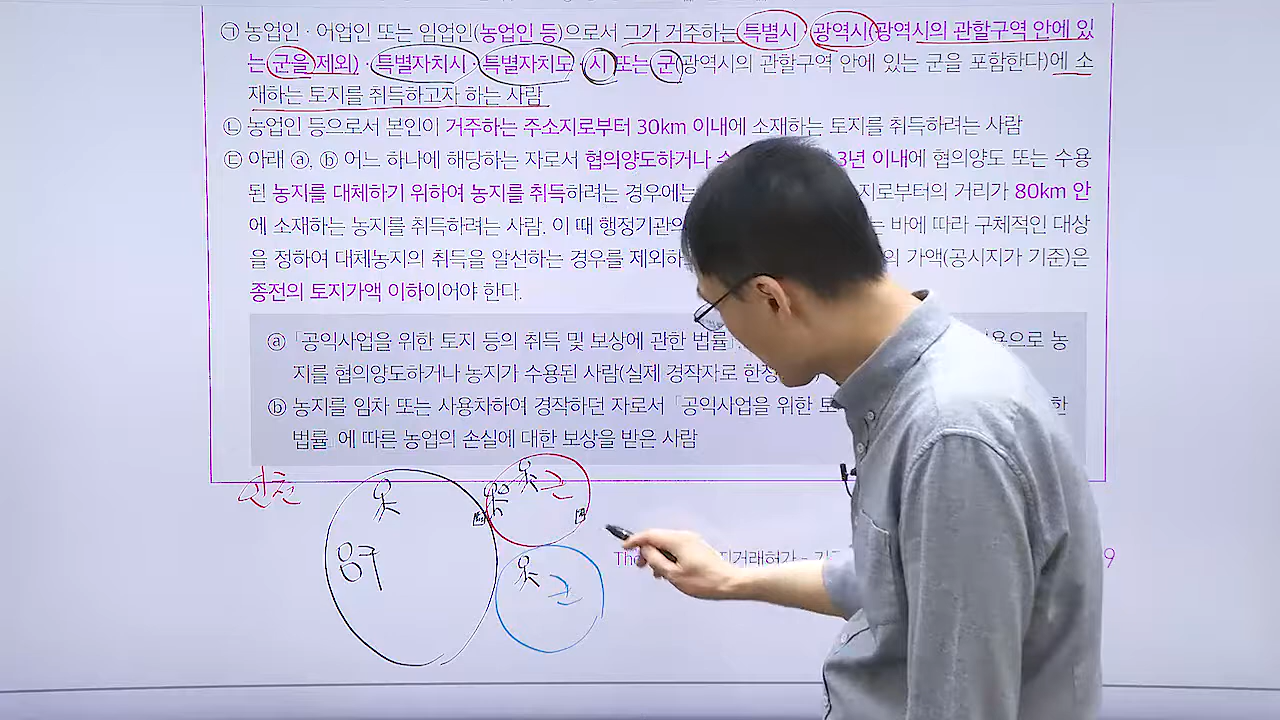 ㉠ 농업인·어업인 또는 임업인(농업인 등)으로서 그가 거주하는 특별시·광역시(광역시의 관할구역 안에 있
는 군을 제외)·특별자치시·특별자치도·시 또는 군(광역시의 관할구역 안에 있는 군을 포함한다)에 소
재하는 토지를 취득하고자 하는 사람
㉡ 농업인 등으로서 본인이 거주하는 주소지로부터 30km 이내에 소재하는 토지를 취득하려는 사람
㉢ 아래 ⓐ, ⓑ 어느 하나에 해당하는 자로서 협의양도하거나 3년 이내에 협의양도 또는 수용
된 농지를 대체하기 위하여 농지를 취득하려는 경우에는 지로부터의 거리가 80km 안
에 소재하는 농지를 취득하려는 사람. 이 때 행정기관의 는 바에 따라 구체적인 대상
을 정하여 대체농지의 취득을 알선하는 경우를 제외하 의 가액(공시지가 기준)은
종전의 토지가액 이하이어야 한다.
ⓐ 「공익사업을 위한 토지 등의 취득 및 보상에 관한 법률」 용으로 농
지를 협의양도하거나 농지가 수용된 사람(실제 경작자로 한정
ⓑ 농지를 임차 또는 사용차하여 경작하던 자로서 「공익사업을 위한 토 한
법률」에 따른 농업의 손실에 대한 보상을 받은 사람
인천
군
군
The 지거래허가 - 9